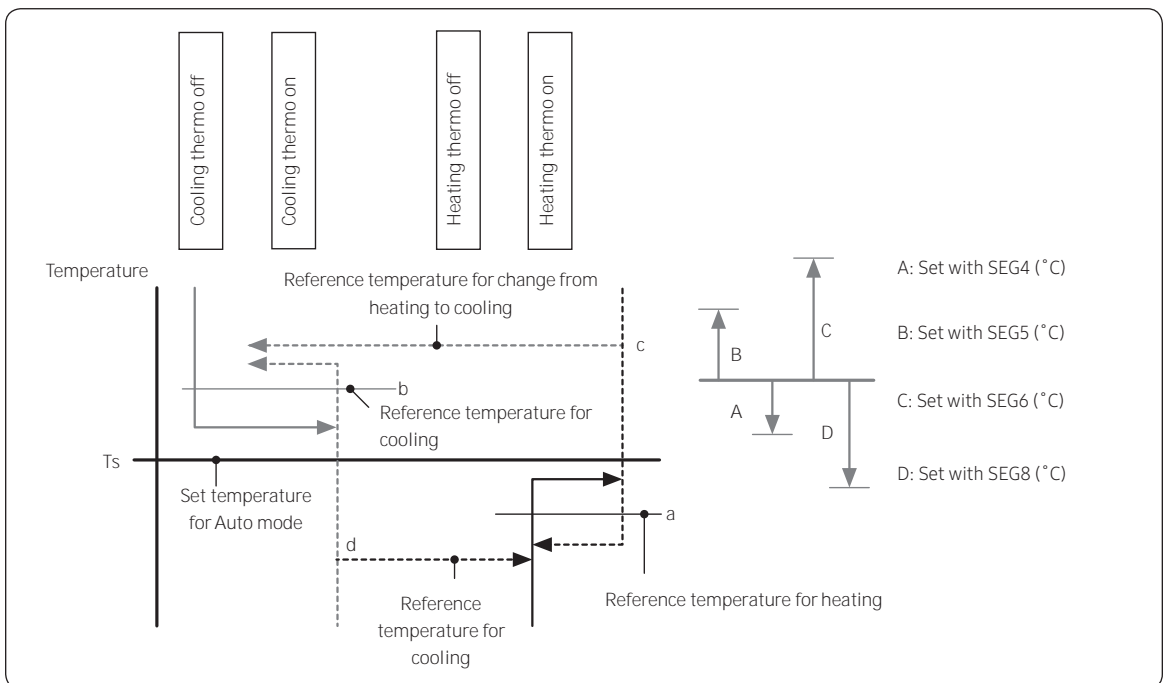 Cooling thermo off
Cooling thermo on
Heating thermo off
Heating thermo on
Temperature
Reference temperature for change from
heating to cooling
c
b
Reference temperature for
cooling
Ts
Set temperature
for Auto mode
a
d
Reference
temperature for
cooling
Reference temperature for heating
B
C
A
D
A: Set with SEG4 (˚C)
B: Set with SEG5 (˚C)
C: Set with SEG6 (˚C)
D: Set with SEG8 (˚C)